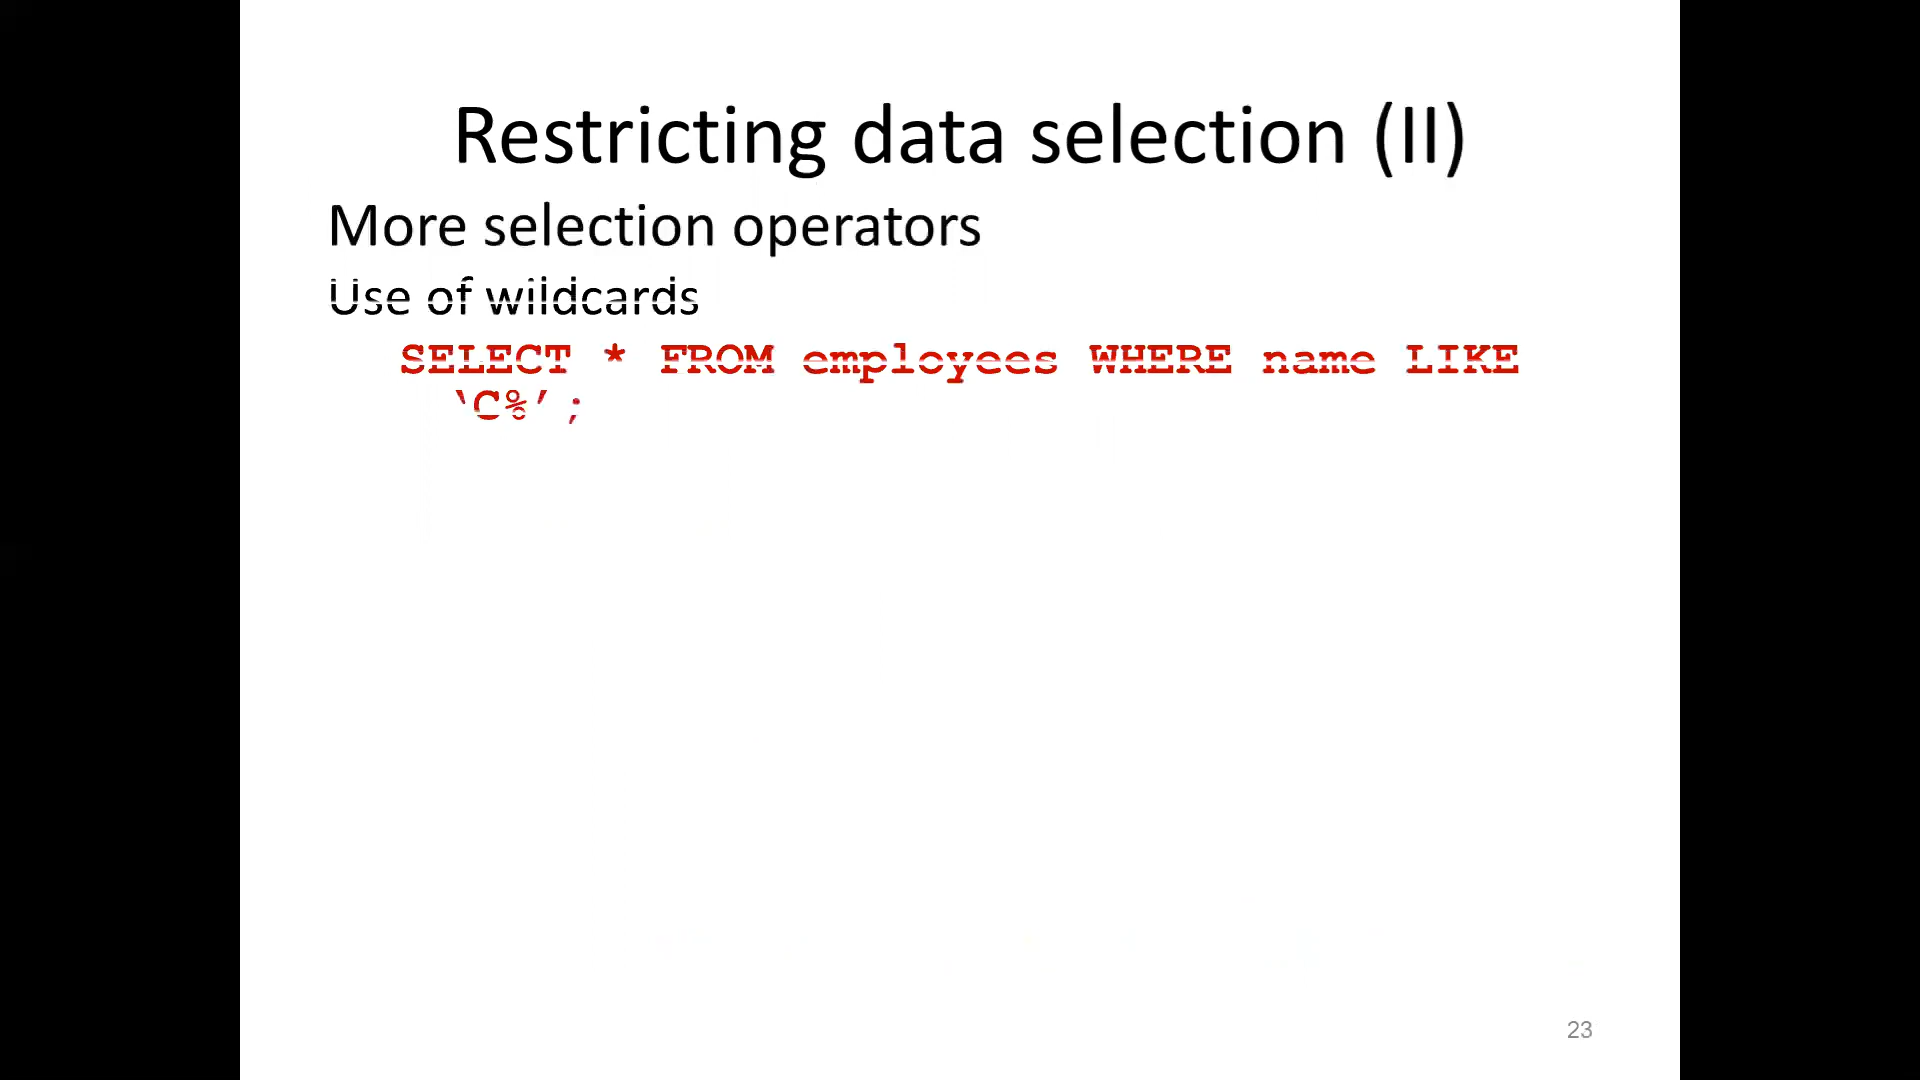 Restricting data selection (II)
More selection operators
Use of wildcards
SELECT * FROM employees WHERE name LIKE
‘C%’;
23